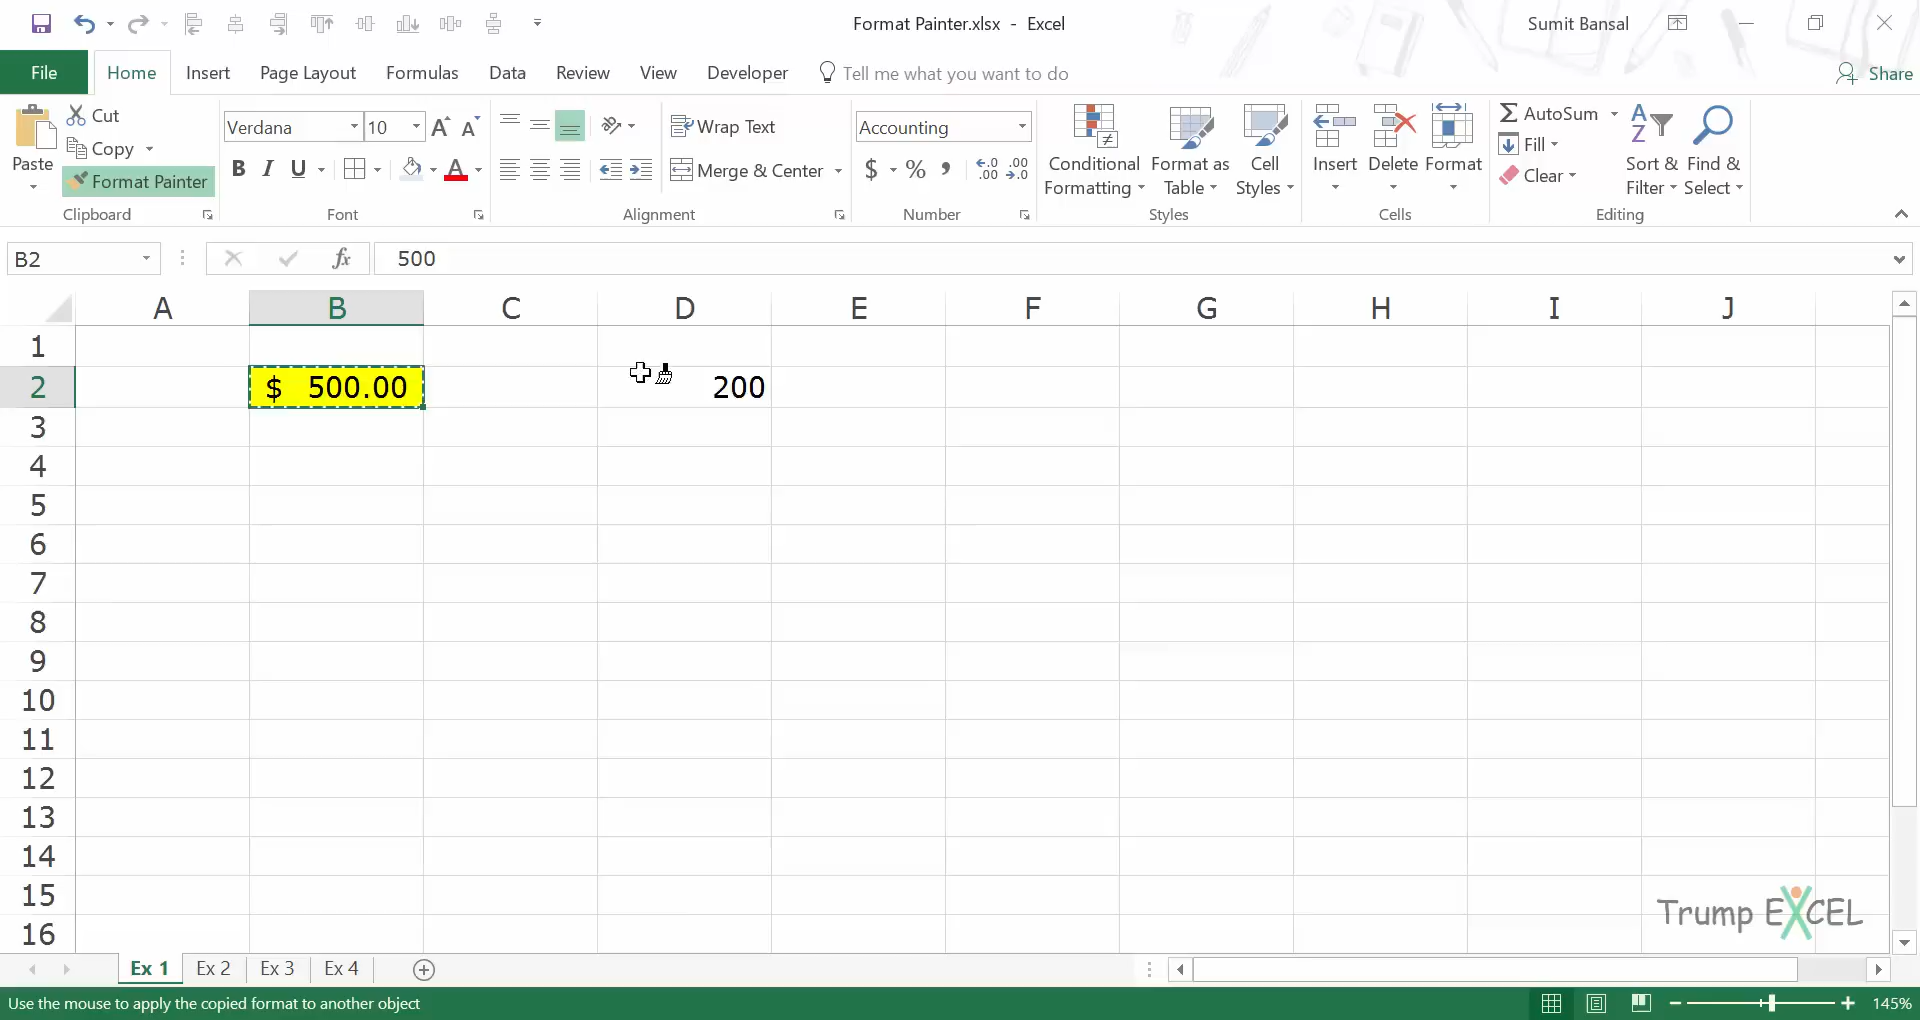 Format Painter.xlsx - Excel
Sumit Bansal
File Home Insert Page Layout Formulas Data Review View Developer Tell me what you want to do Share
Paste
Cut
Copy
Format Painter
Clipboard
Verdana 10
A A
B I U A
Font
Wrap Text
Merge & Center
Alignment
Accounting
$ % , ←.0 .00 .00 →.0
Number
Conditional Formatting
Format as Table
Cell Styles
Styles
Insert Delete Format
Cells
AutoSum
Fill
Clear
A Z
Sort & Filter
Find & Select
Editing
B2 fx 500
A B C D E F G H I J
1
2 $ 500.00 200
3
4
5
6
7
8
9
10
11
12
13
14
15
16
Trump EXCEL
Ex 1 Ex 2 Ex 3 Ex 4
Use the mouse to apply the copied format to another object
145%